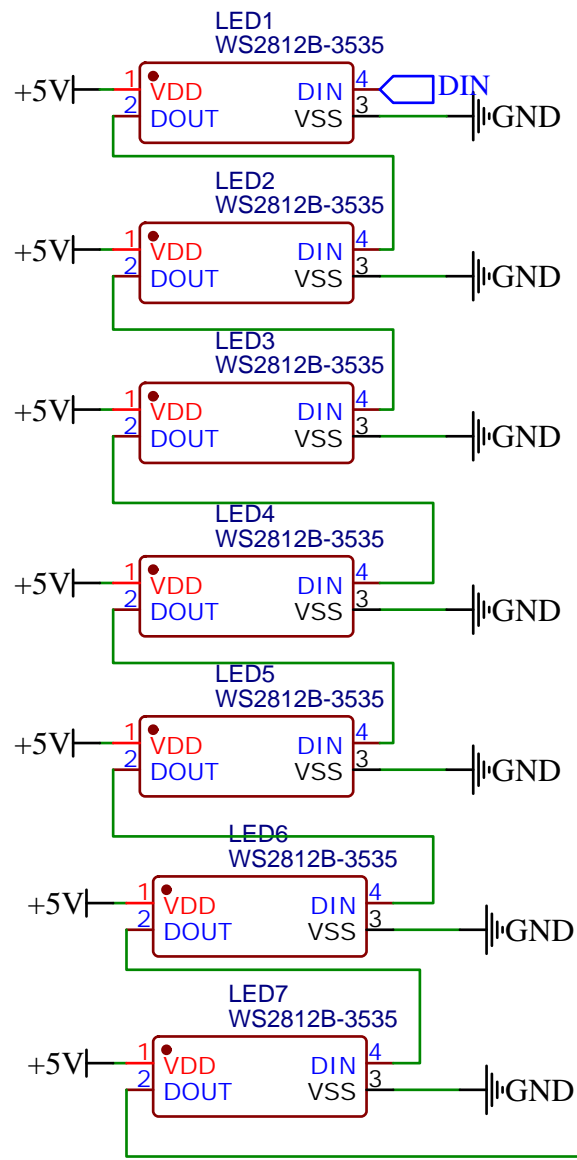 LED1
WS2812B-3535
+5V 1 VDD DIN 4 DIN
2 DOUT VSS 3 GND
LED2
WS2812B-3535
+5V 1 VDD DIN 4
2 DOUT VSS 3 GND
LED3
WS2812B-3535
+5V 1 VDD DIN 4
2 DOUT VSS 3 GND
LED4
WS2812B-3535
+5V 1 VDD DIN 4
2 DOUT VSS 3 GND
LED5
WS2812B-3535
+5V 1 VDD DIN 4
2 DOUT VSS 3 GND
LED6
WS2812B-3535
+5V 1 VDD DIN 4
2 DOUT VSS 3 GND
LED7
WS2812B-3535
+5V 1 VDD DIN 4
2 DOUT VSS 3 GND